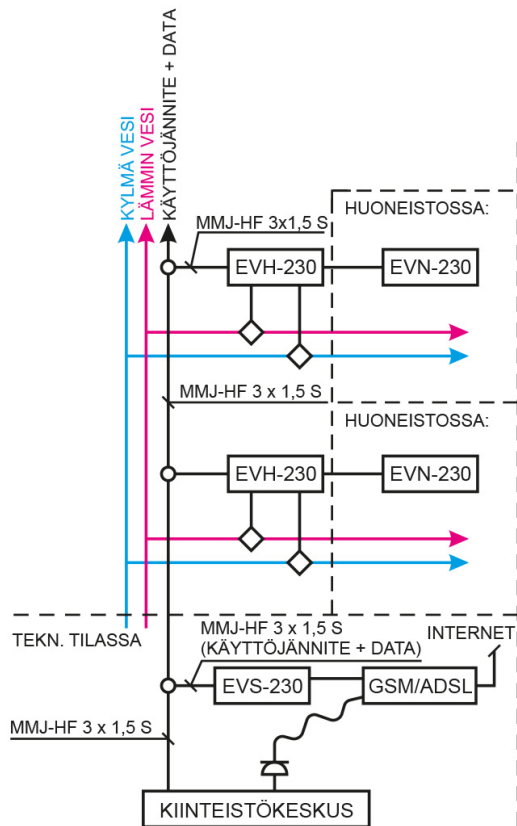 KYLMÄ VESI
LÄMMIN VESI
KÄYTTÖJÄNNITE + DATA
MMJ-HF 3x1,5 S
HUONEISTOSSA:
EVH-230
EVN-230
MMJ-HF 3 x 1,5 S
HUONEISTOSSA:
EVH-230
EVN-230
TEKN. TILASSA
MMJ-HF 3 x 1,5 S
(KÄYTTÖJÄNNITE + DATA)
INTERNET
EVS-230
GSM/ADSL
MMJ-HF 3 x 1,5 S
KIINTEISTÖKESKUS